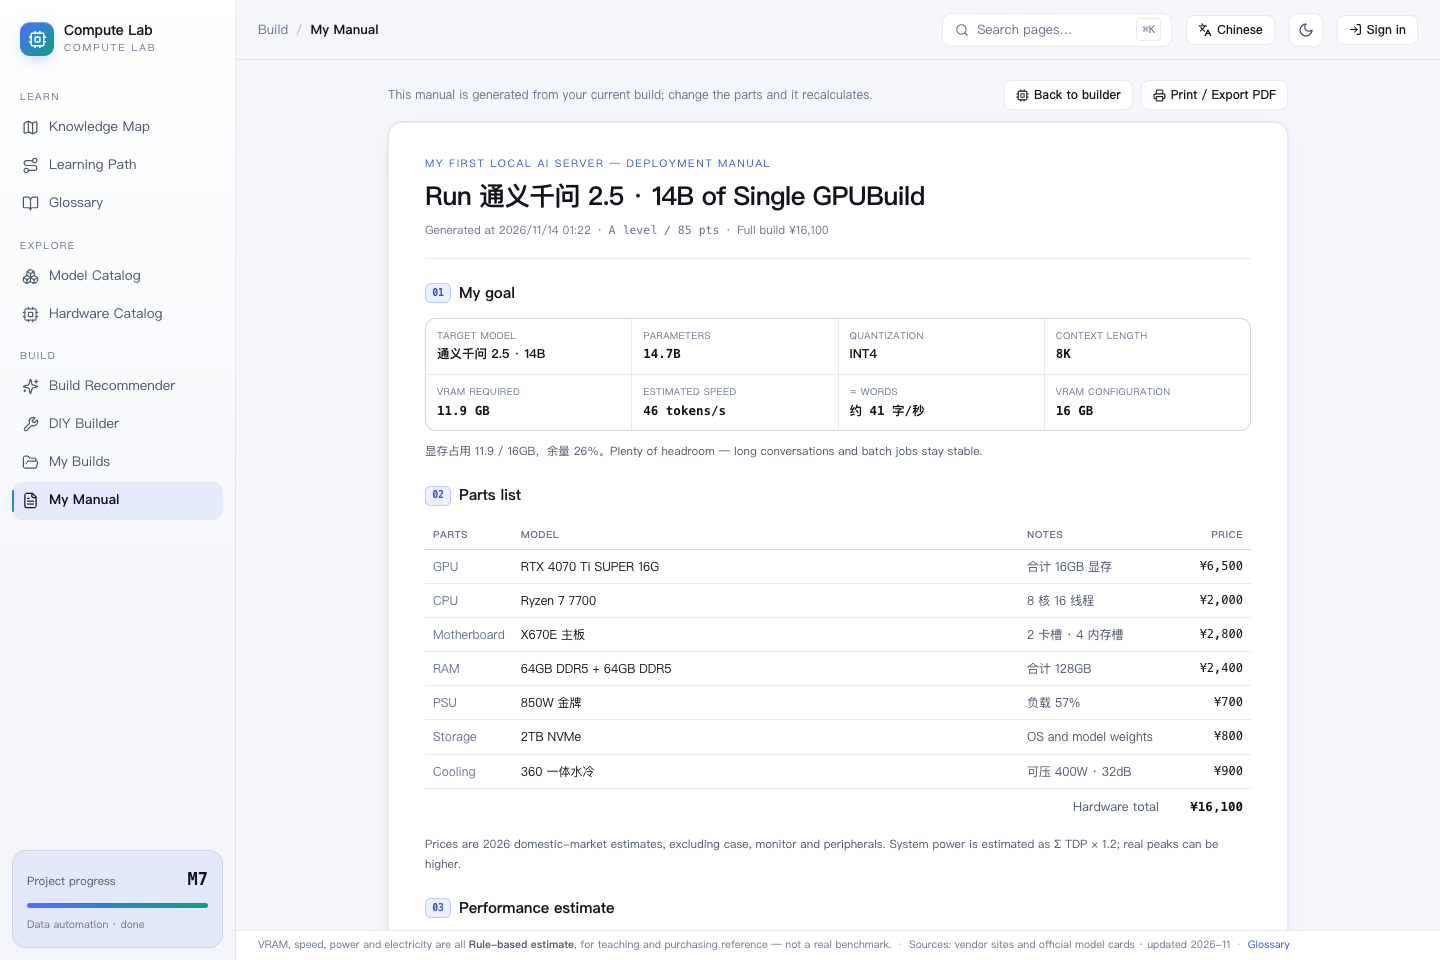 Compute Lab
COMPUTE LAB
LEARN
Knowledge Map
Learning Path
Glossary
EXPLORE
Model Catalog
Hardware Catalog
BUILD
Build Recommender
DIY Builder
My Builds
My Manual
Project progress M7
Data automation · done
Build / My Manual
Search pages... ⌘K
Chinese
Sign in
This manual is generated from your current build; change the parts and it recalculates.
Back to builder
Print / Export PDF
MY FIRST LOCAL AI SERVER — DEPLOYMENT MANUAL
Run 通义千问 2.5 · 14B of Single GPUBuild
Generated at 2026/11/14 01:22 · A level / 85 pts · Full build ¥16,100
01 My goal
TARGET MODEL PARAMETERS QUANTIZATION CONTEXT LENGTH
通义千问 2.5 · 14B 14.7B INT4 8K
VRAM REQUIRED ESTIMATED SPEED ≈ WORDS VRAM CONFIGURATION
11.9 GB 46 tokens/s 约 41 字/秒 16 GB
显存占用 11.9 / 16GB，余量 26%。Plenty of headroom — long conversations and batch jobs stay stable.
02 Parts list
PARTS MODEL NOTES PRICE
GPU RTX 4070 Ti SUPER 16G 合计 16GB 显存 ¥6,500
CPU Ryzen 7 7700 8 核 16 线程 ¥2,000
Motherboard X670E 主板 2 卡槽 · 4 内存槽 ¥2,800
RAM 64GB DDR5 + 64GB DDR5 合计 128GB ¥2,400
PSU 850W 金牌 负载 57% ¥700
Storage 2TB NVMe OS and model weights ¥800
Cooling 360 一体水冷 可压 400W · 32dB ¥900
Hardware total ¥16,100
Prices are 2026 domestic-market estimates, excluding case, monitor and peripherals. System power is estimated as Σ TDP × 1.2; real peaks can be
higher.
03 Performance estimate
VRAM, speed, power and electricity are all Rule-based estimate, for teaching and purchasing reference — not a real benchmark. · Sources: vendor sites and official model cards · updated 2026-11 · Glossary